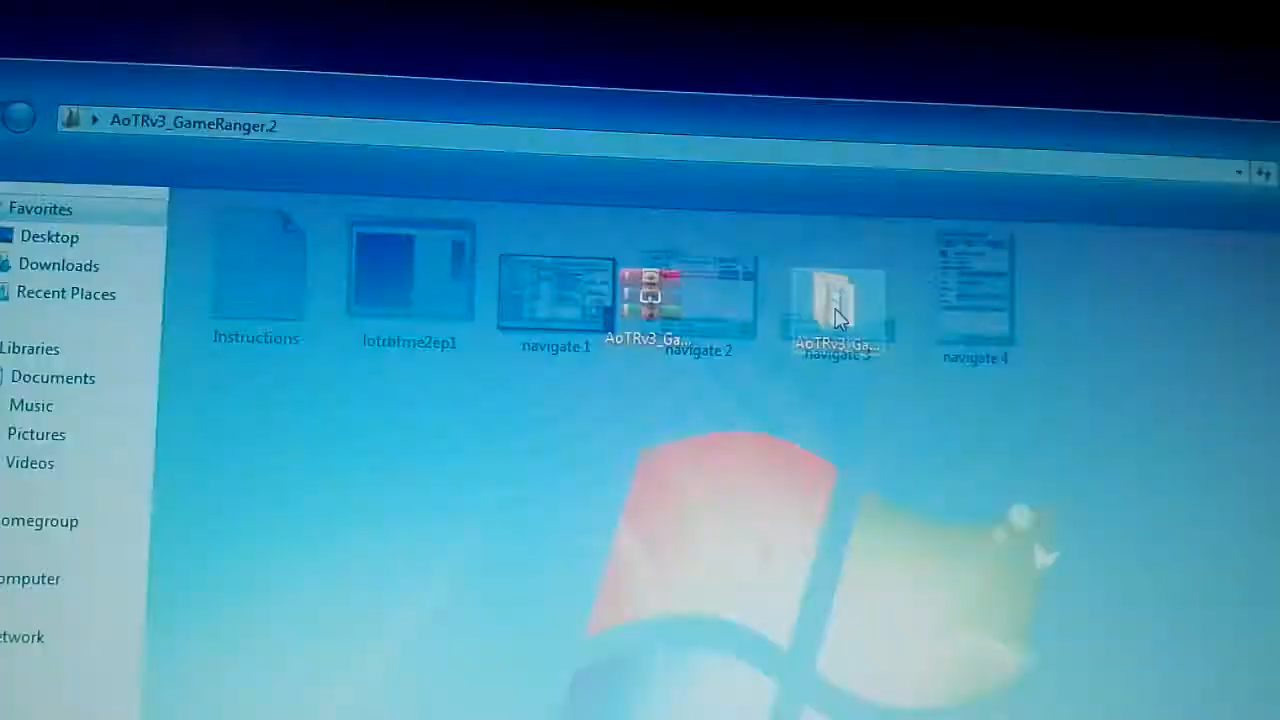 AoTRv3_GameRanger.2
Favorites
Desktop
Downloads
Recent Places
Libraries
Documents
Music
Pictures
Videos
omegroup
omputer
etwork
Instructions
lotrbfme2ep1
navigate 1
AoTRv3_Ga...
navigate 2
AoTRv3_Ga...
navigate 3
navigate 4